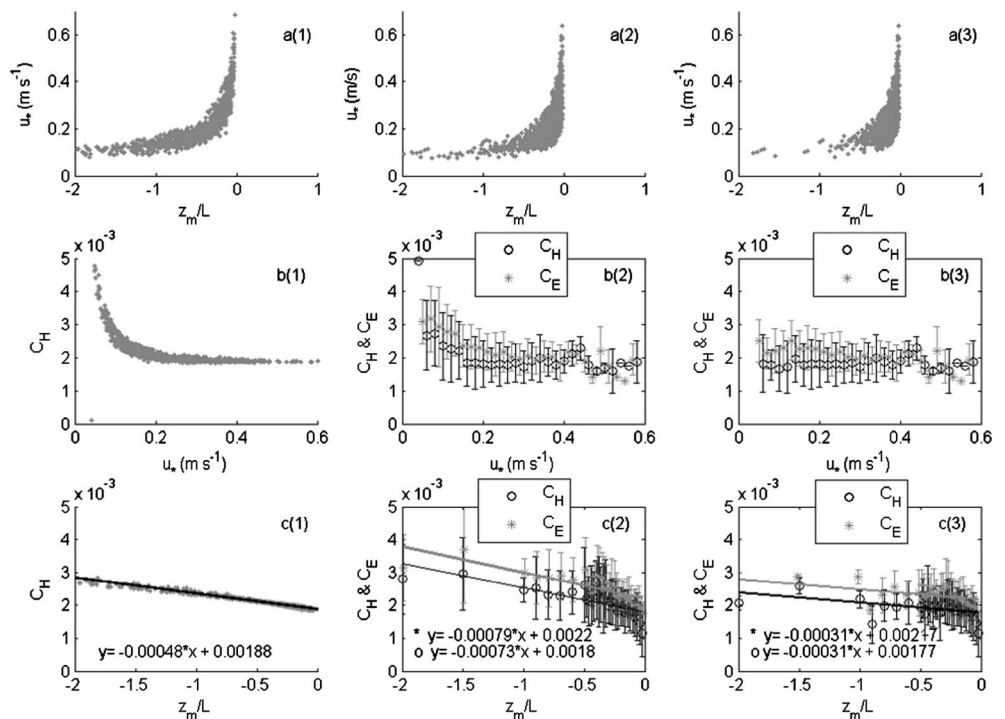 a(1)
u* (m s-1)
0.6
0.4
0.2
0
-2 -1 0 1
zm/L
a(2)
u* (m/s)
0.6
0.4
0.2
0
-2 -1 0 1
zm/L
a(3)
u* (m s-1)
0.6
0.4
0.2
0
-2 -1 0 1
zm/L
x 10-3
b(1)
CH
5
4
3
2
1
0
0 0.2 0.4 0.6
u* (m s-1)
x 10-3
CH
CE
b(2)
CH & CE
5
4
3
2
1
0
0 0.2 0.4 0.6
u* (m s-1)
x 10-3
CH
CE
b(3)
CH & CE
5
4
3
2
1
0
0 0.2 0.4 0.6
u* (m s-1)
x 10-3
c(1)
CH
5
4
3
2
1
0
y= -0.00048*x + 0.00188
-2 -1.5 -1 -0.5 0
zm/L
x 10-3
CH
CE
c(2)
CH & CE
5
4
3
2
1
0
* y= -0.00079*x + 0.0022
o y= -0.00073*x + 0.0018
-2 -1.5 -1 -0.5 0
zm/L
x 10-3
CH
CE
c(3)
CH & CE
5
4
3
2
1
0
* y= -0.00031*x + 0.00217
o y= -0.00031*x + 0.00177
-2 -1.5 -1 -0.5 0
zm/L